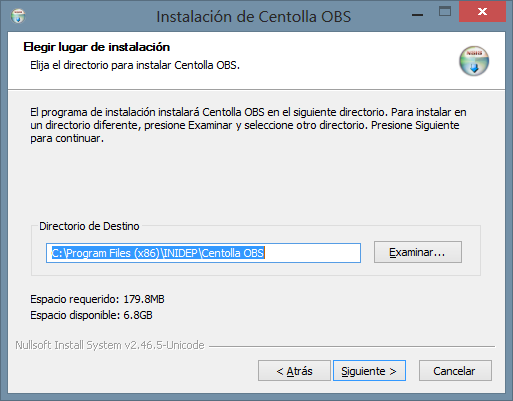 Instalación de Centolla OBS
Elegir lugar de instalación
Elija el directorio para instalar Centolla OBS.
El programa de instalación instalará Centolla OBS en el siguiente directorio. Para instalar en
un directorio diferente, presione Examinar y seleccione otro directorio. Presione Siguiente
para continuar.
Directorio de Destino
C:\Program Files (x86)\INIDEP\Centolla OBS
Examinar...
Espacio requerido: 179.8MB
Espacio disponible: 6.8GB
Nullsoft Install System v2.46.5-Unicode
< Atrás
Siguiente >
Cancelar